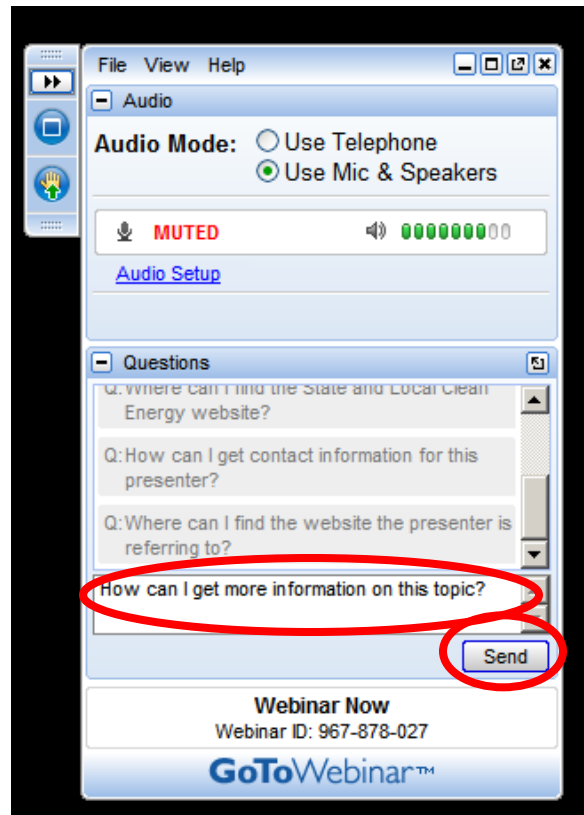 File View Help
Audio
Audio Mode: Use Telephone
Use Mic & Speakers
MUTED
Audio Setup
Questions
Q: Where can I find the State and Local Clean
Energy website?
Q: How can I get contact information for this
presenter?
Q: Where can I find the website the presenter is
referring to?
How can I get more information on this topic?
Send
Webinar Now
Webinar ID: 967-878-027
GoToWebinar™